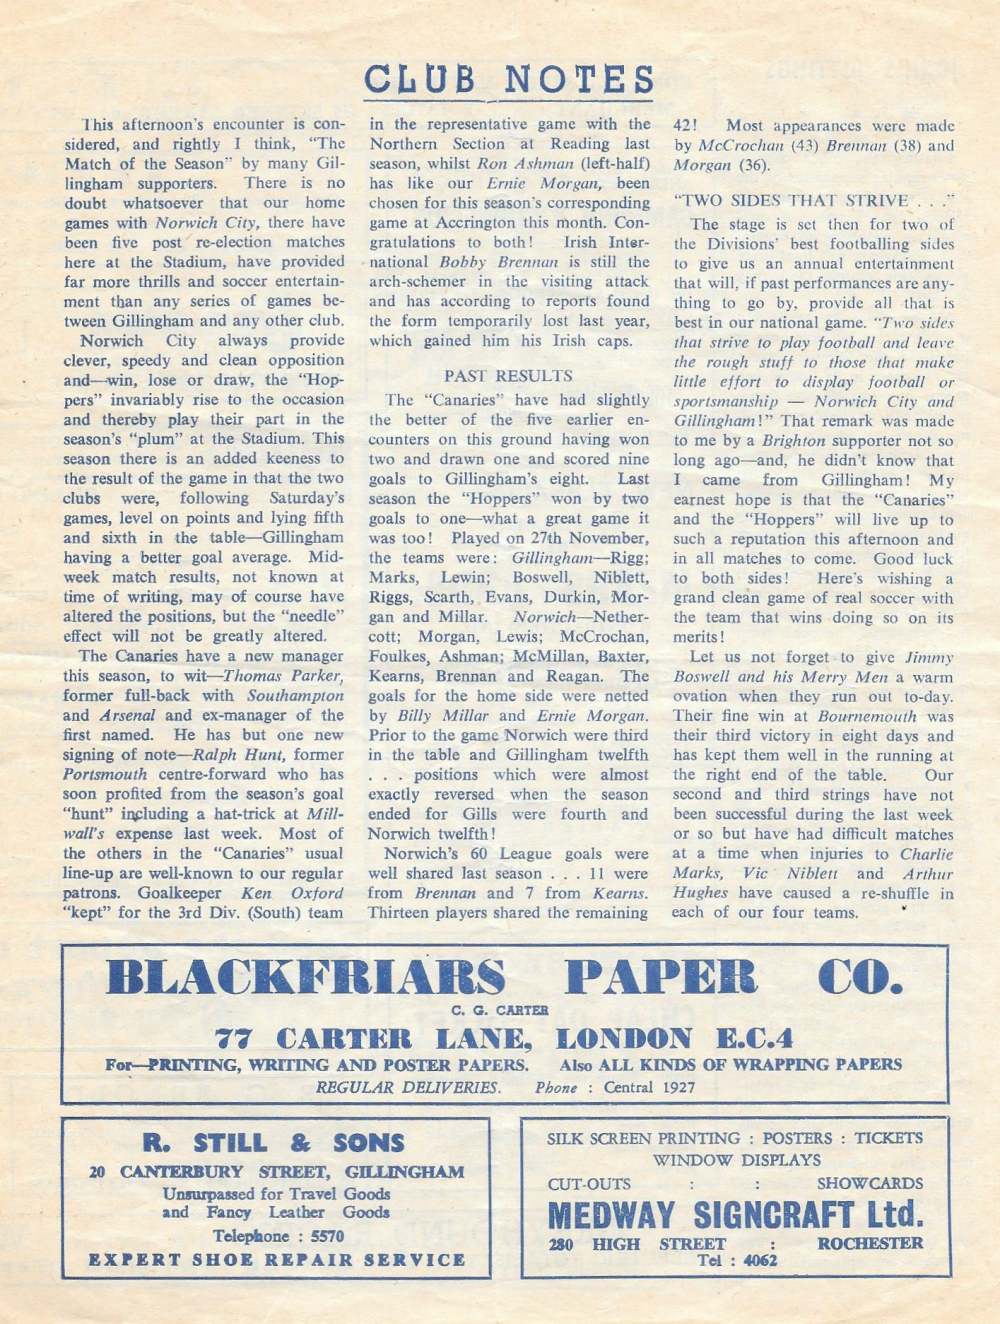 CLUB NOTES
This afternoon's encounter is con-
sidered, and rightly I think, "The
Match of the Season" by many Gil-
lingham supporters. There is no
doubt whatsoever that our home
games with Norwich City, there have
been five post re-election matches
here at the Stadium, have provided
far more thrills and soccer entertain-
ment than any series of games be-
tween Gillingham and any other club.
Norwich City always provide
clever, speedy and clean opposition
and—win, lose or draw, the "Hop-
pers" invariably rise to the occasion
and thereby play their part in the
season's "plum" at the Stadium. This
season there is an added keeness to
the result of the game in that the two
clubs were, following Saturday's
games, level on points and lying fifth
and sixth in the table—Gillingham
having a better goal average. Mid-
week match results, not known at
time of writing, may of course have
altered the positions, but the "needle"
effect will not be greatly altered.
The Canaries have a new manager
this season, to wit—Thomas Parker,
former full-back with Southampton
and Arsenal and ex-manager of the
first named. He has but one new
signing of note—Ralph Hunt, former
Portsmouth centre-forward who has
soon profited from the season's goal
"hunt" including a hat-trick at Mill-
wall's expense last week. Most of
the others in the "Canaries" usual
line-up are well-known to our regular
patrons. Goalkeeper Ken Oxford
"kept" for the 3rd Div. (South) team
in the representative game with the
Northern Section at Reading last
season, whilst Ron Ashman (left-half)
has like our Ernie Morgan, been
chosen for this season's corresponding
game at Accrington this month. Con-
gratulations to both! Irish Inter-
national Bobby Brennan is still the
arch-schemer in the visiting attack
and has according to reports found
the form temporarily lost last year,
which gained him his Irish caps.
PAST RESULTS
The "Canaries" have had slightly
the better of the five earlier en-
counters on this ground having won
two and drawn one and scored nine
goals to Gillingham's eight. Last
season the "Hoppers" won by two
goals to one—what a great game it
was too! Played on 27th November,
the teams were: Gillingham—Rigg;
Marks, Lewin; Boswell, Niblett,
Riggs, Scarth, Evans, Durkin, Mor-
gan and Millar. Norwich—Nether-
cott; Morgan, Lewis; McCrochan,
Foulkes, Ashman; McMillan, Baxter,
Kearns, Brennan and Reagan. The
goals for the home side were netted
by Billy Millar and Ernie Morgan.
Prior to the game Norwich were third
in the table and Gillingham twelfth
. . . positions which were almost
exactly reversed when the season
ended for Gills were fourth and
Norwich twelfth!
Norwich's 60 League goals were
well shared last season . . . 11 were
from Brennan and 7 from Kearns.
Thirteen players shared the remaining
42! Most appearances were made
by McCrochan (43) Brennan (38) and
Morgan (36).
"TWO SIDES THAT STRIVE . . ."
The stage is set then for two of
the Divisions' best footballing sides
to give us an annual entertainment
that will, if past performances are any-
thing to go by, provide all that is
best in our national game. "Two sides
that strive to play football and leave
the rough stuff to those that make
little effort to display football or
sportsmanship — Norwich City and
Gillingham!" That remark was made
to me by a Brighton supporter not so
long ago—and, he didn't know that
I came from Gillingham! My
earnest hope is that the "Canaries"
and the "Hoppers" will live up to
such a reputation this afternoon and
in all matches to come. Good luck
to both sides! Here's wishing a
grand clean game of real soccer with
the team that wins doing so on its
merits!
Let us not forget to give Jimmy
Boswell and his Merry Men a warm
ovation when they run out to-day.
Their fine win at Bournemouth was
their third victory in eight days and
has kept them well in the running at
the right end of the table. Our
second and third strings have not
been successful during the last week
or so but have had difficult matches
at a time when injuries to Charlie
Marks, Vic Niblett and Arthur
Hughes have caused a re-shuffle in
each of our four teams.
BLACKFRIARS PAPER CO.
C. G. CARTER
77 CARTER LANE, LONDON E.C.4
For—PRINTING, WRITING AND POSTER PAPERS. Also ALL KINDS OF WRAPPING PAPERS
REGULAR DELIVERIES. Phone : Central 1927
R. STILL & SONS
20 CANTERBURY STREET, GILLINGHAM
Unsurpassed for Travel Goods
and Fancy Leather Goods
Telephone : 5570
EXPERT SHOE REPAIR SERVICE
SILK SCREEN PRINTING : POSTERS : TICKETS
WINDOW DISPLAYS
CUT-OUTS : : SHOWCARDS
MEDWAY SIGNCRAFT Ltd.
280 HIGH STREET : ROCHESTER
Tel : 4062